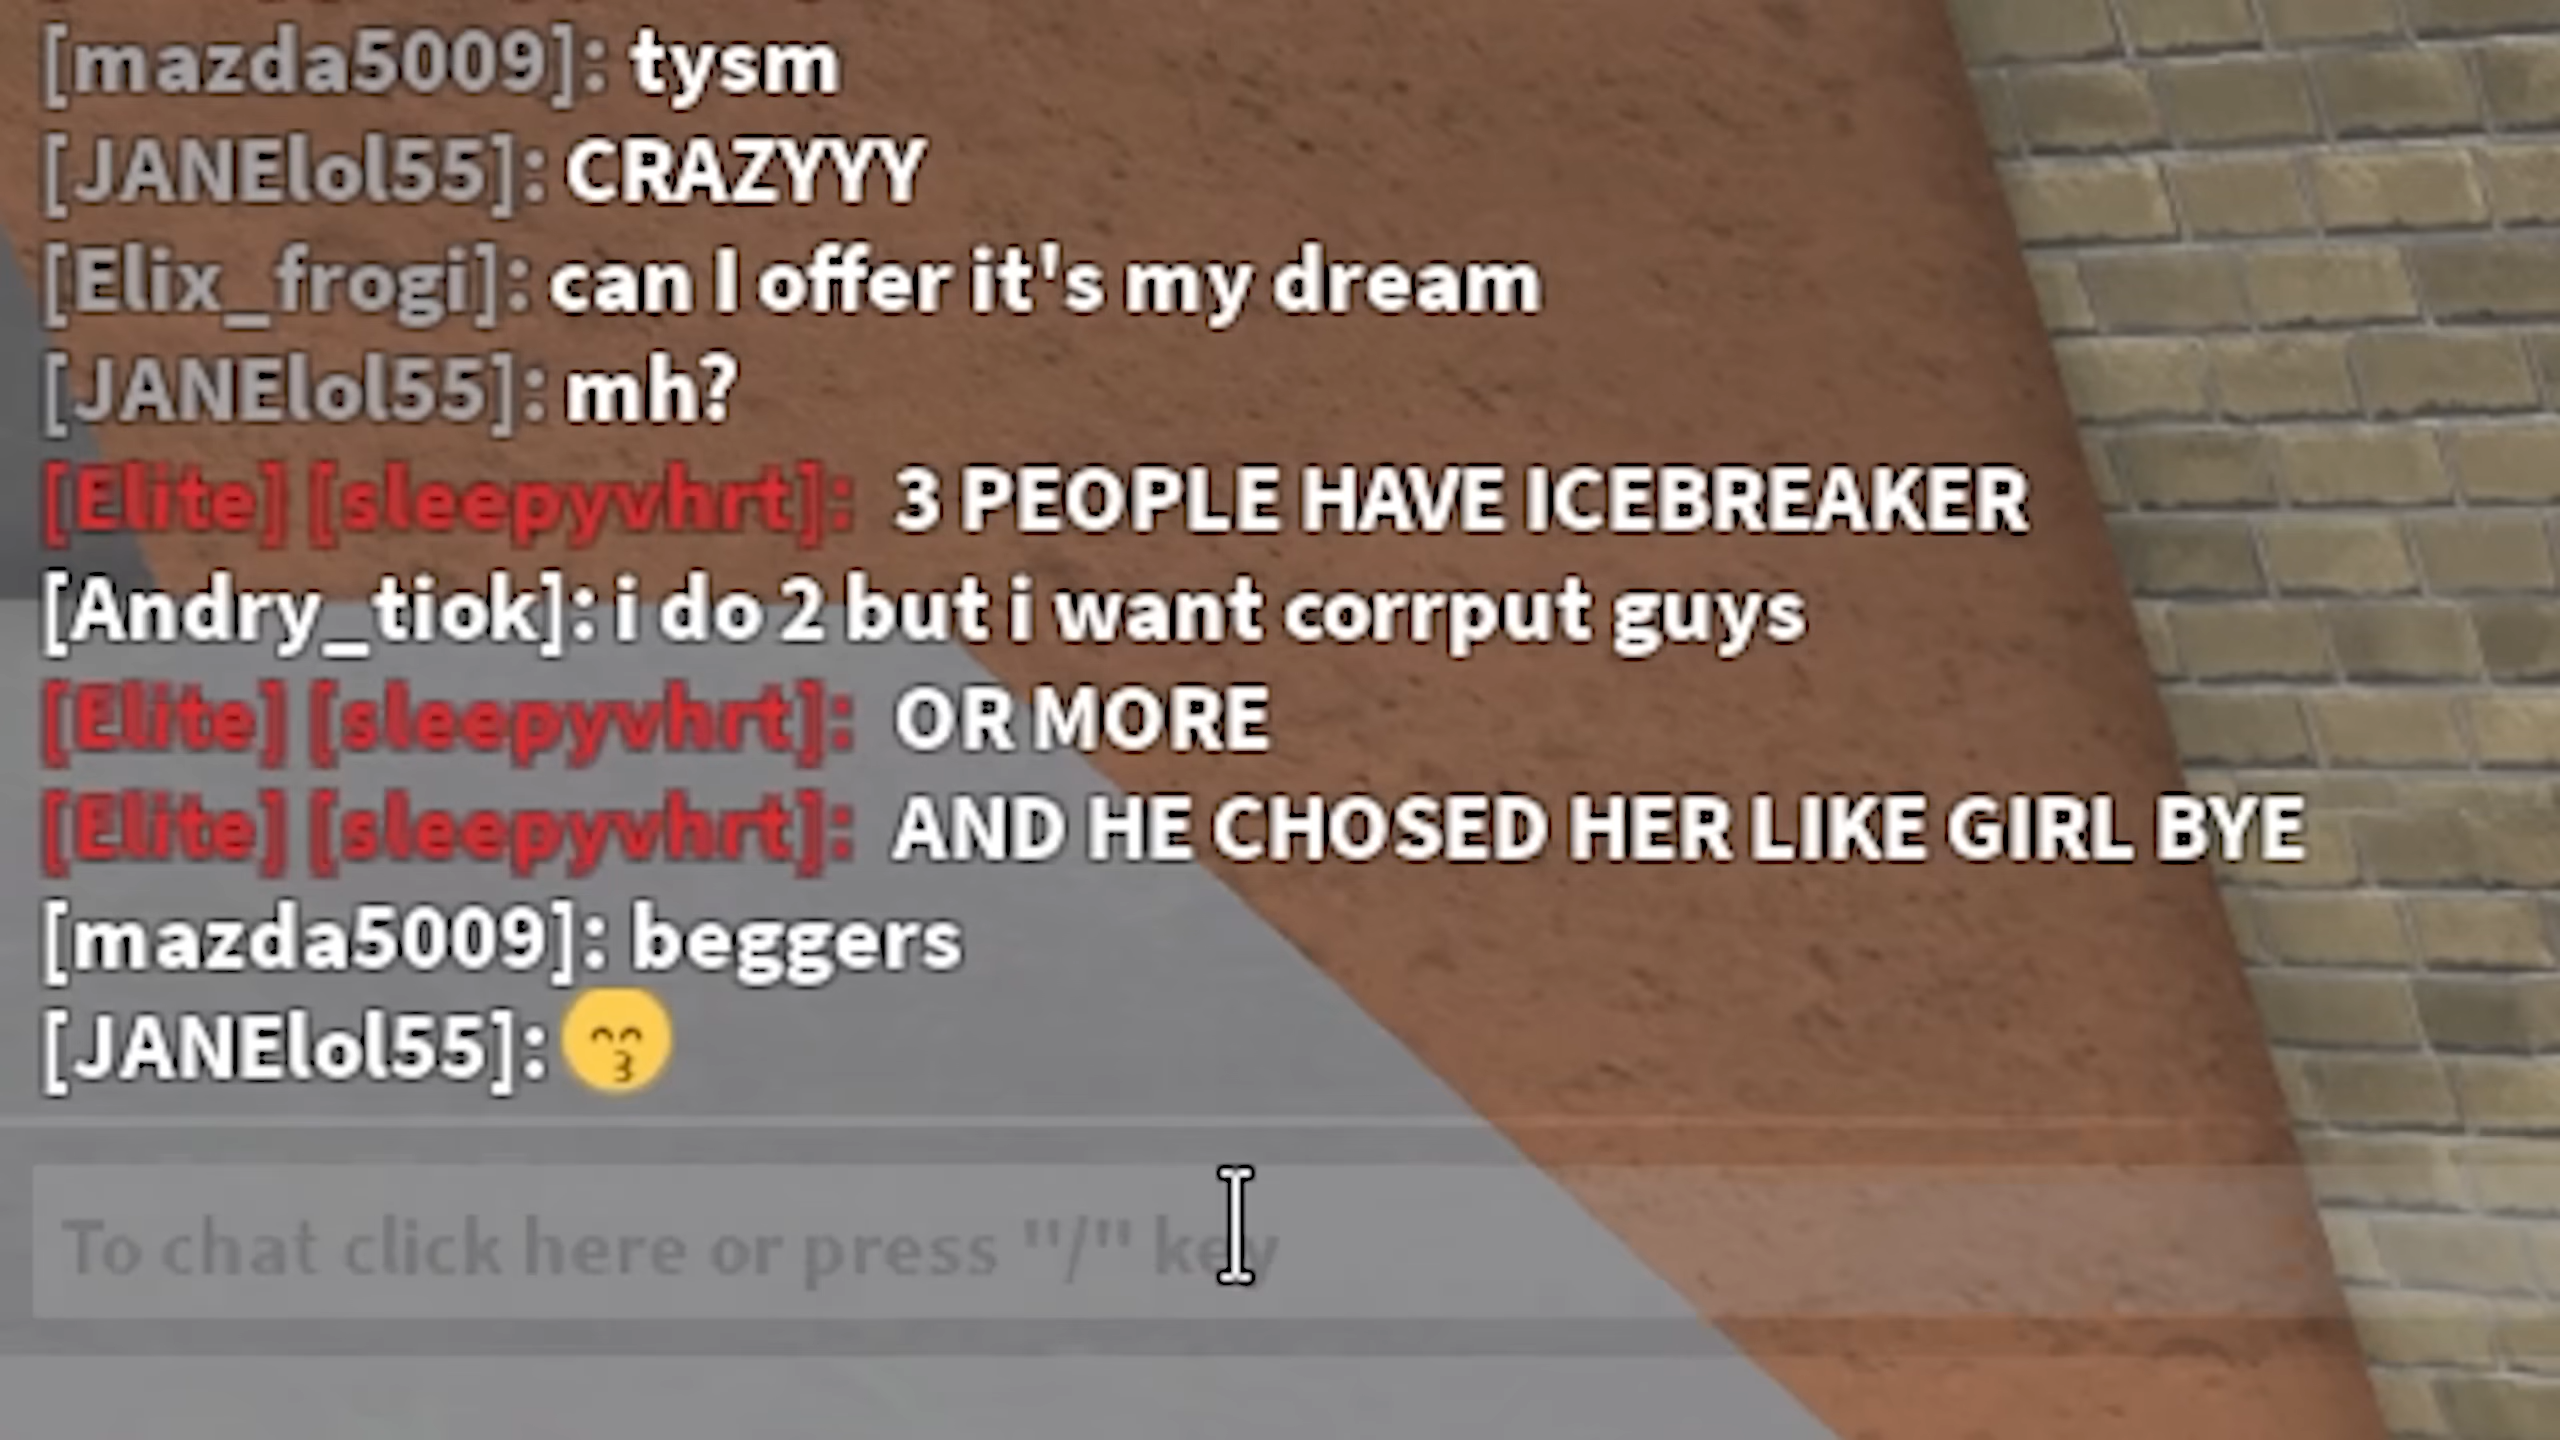 [mazda5009]: tysm
[JANElol55]: CRAZYYY
[Elix_frogi]: can I offer it's my dream
[JANElol55]: mh?
[Elite] [sleepyvhrt]: 3 PEOPLE HAVE ICEBREAKER
[Andry_tiok]: i do 2 but i want corrput guys
[Elite] [sleepyvhrt]: OR MORE
[Elite] [sleepyvhrt]: AND HE CHOSED HER LIKE GIRL BYE
[mazda5009]: beggers
[JANElol55]: 😙
To chat click here or press "/" key